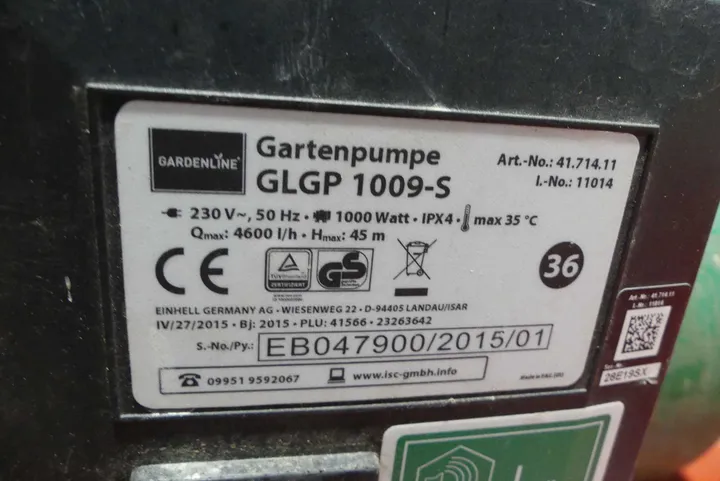 GARDENLINE
Gartenpumpe
GLGP 1009-S
Art.-No.: 41.714.11
I.-No.: 11014
230 V~, 50 Hz • 1000 Watt • IPX4 • max 35 °C
Qmax: 4600 l/h • Hmax: 45 m
CE
GS
36
EINHELL GERMANY AG • WIESENWEG 22 • D-94405 LANDAU/ISAR
IV/27/2015 • Bj: 2015 • PLU: 41566 • 23263642
S.-No./Py.: EB047900/2015/01
09951 9592067 www.isc-gmbh.info
Art.-No.: 41.714.11
I.-No.: 11014
28E19SX